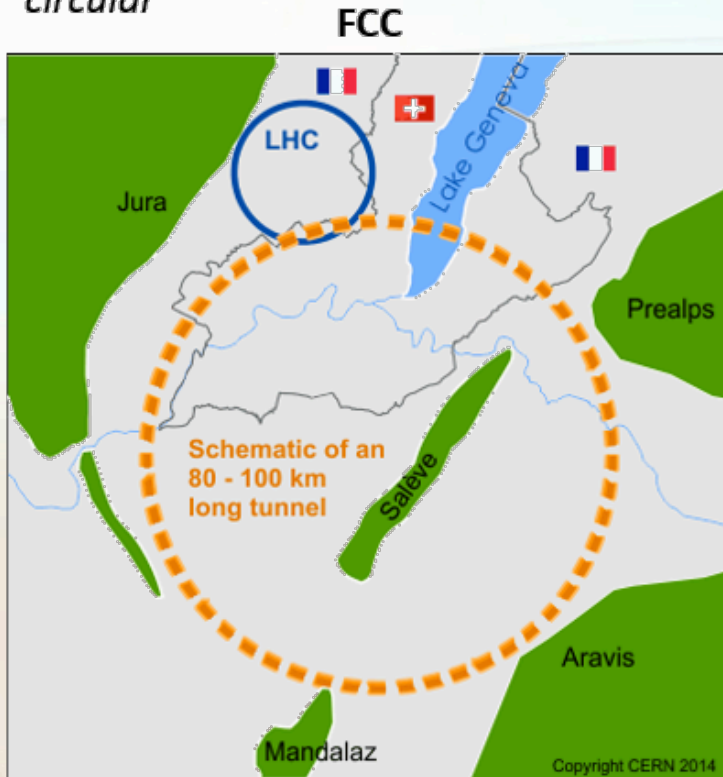 circular
FCC
LHC
Lake Geneva
Jura
Prealps
Schematic of an
80 - 100 km
long tunnel
Salève
Aravis
Mandalaz
Copyright CERN 2014